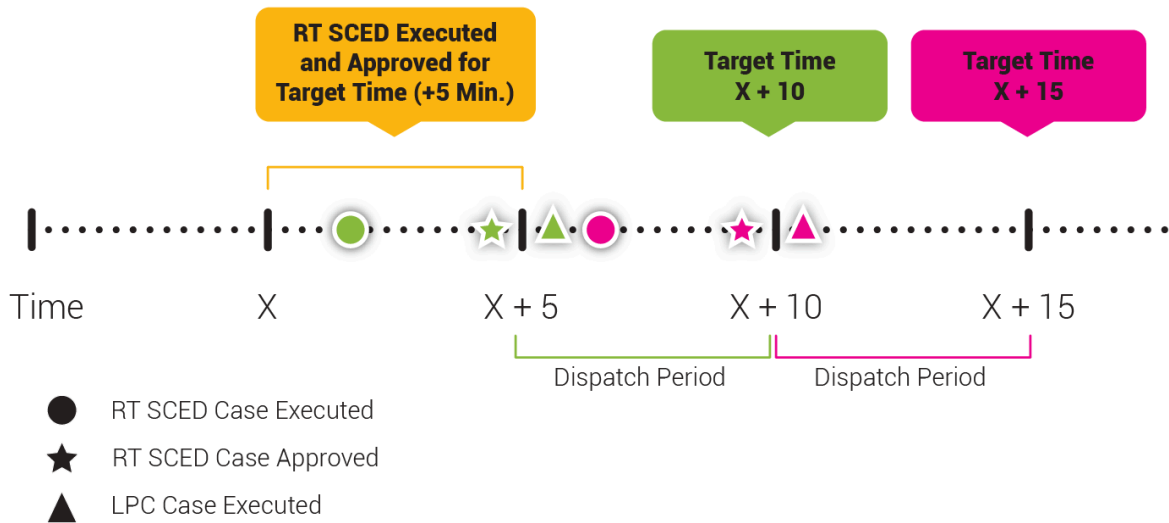 RT SCED Executed
and Approved for
Target Time (+5 Min.)
Target Time
X + 10
Target Time
X + 15
Time
X
X + 5
X + 10
X + 15
Dispatch Period
Dispatch Period
RT SCED Case Executed
RT SCED Case Approved
LPC Case Executed